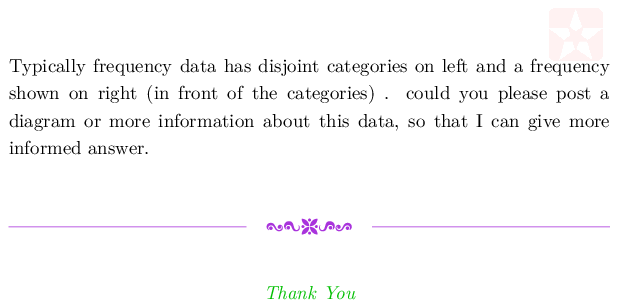 Typically frequency data has disjoint categories on left and a frequency
shown on right (in front of the categories) . could you please post a
diagram or more information about this data, so that I can give more
informed answer.
Thank You